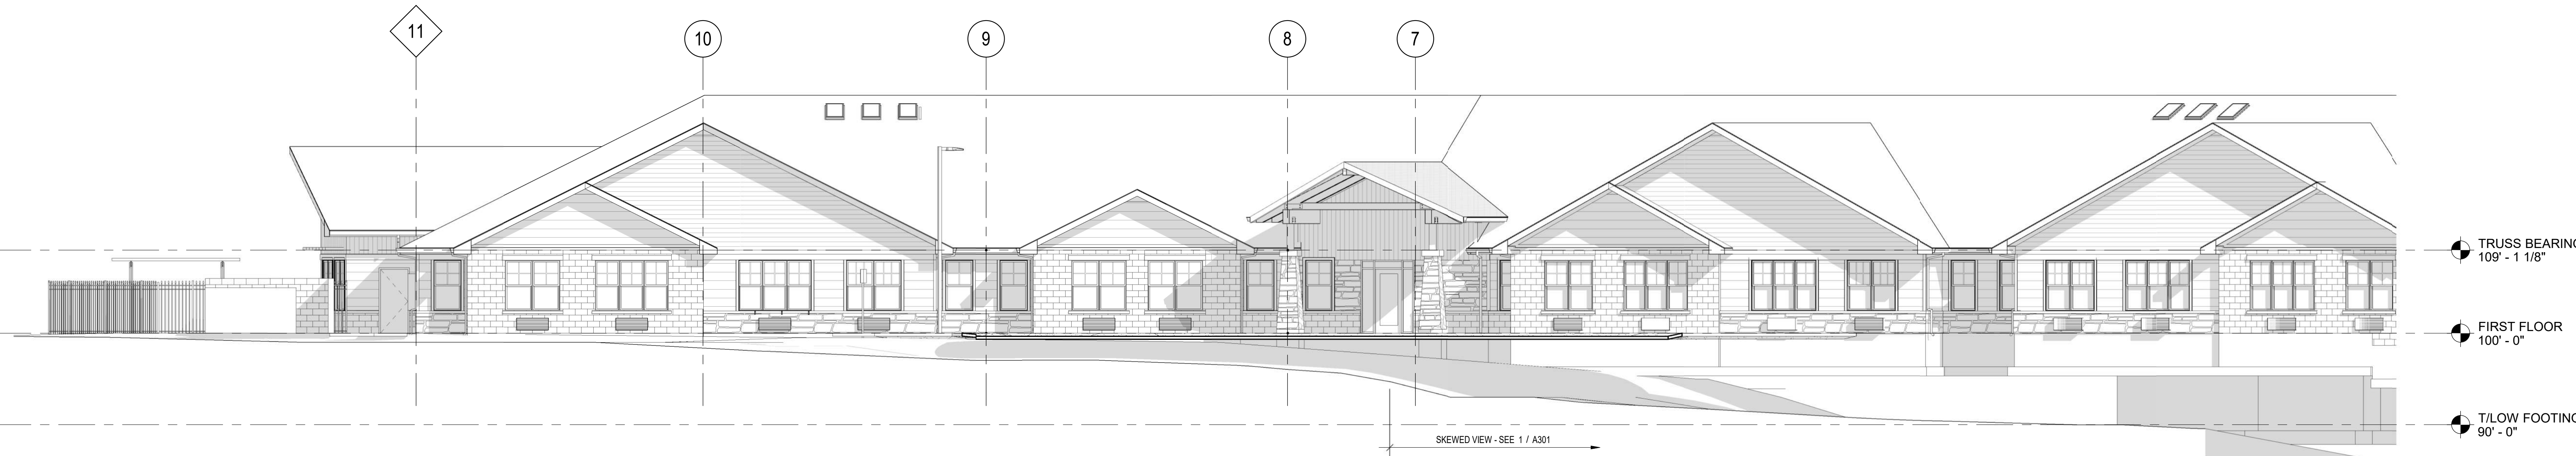 11
10
9
8
7
TRUSS BEARING
109' - 1 1/8"
FIRST FLOOR
100' - 0"
T/LOW FOOTING
90' - 0"
SKEWED VIEW - SEE 1 / A301